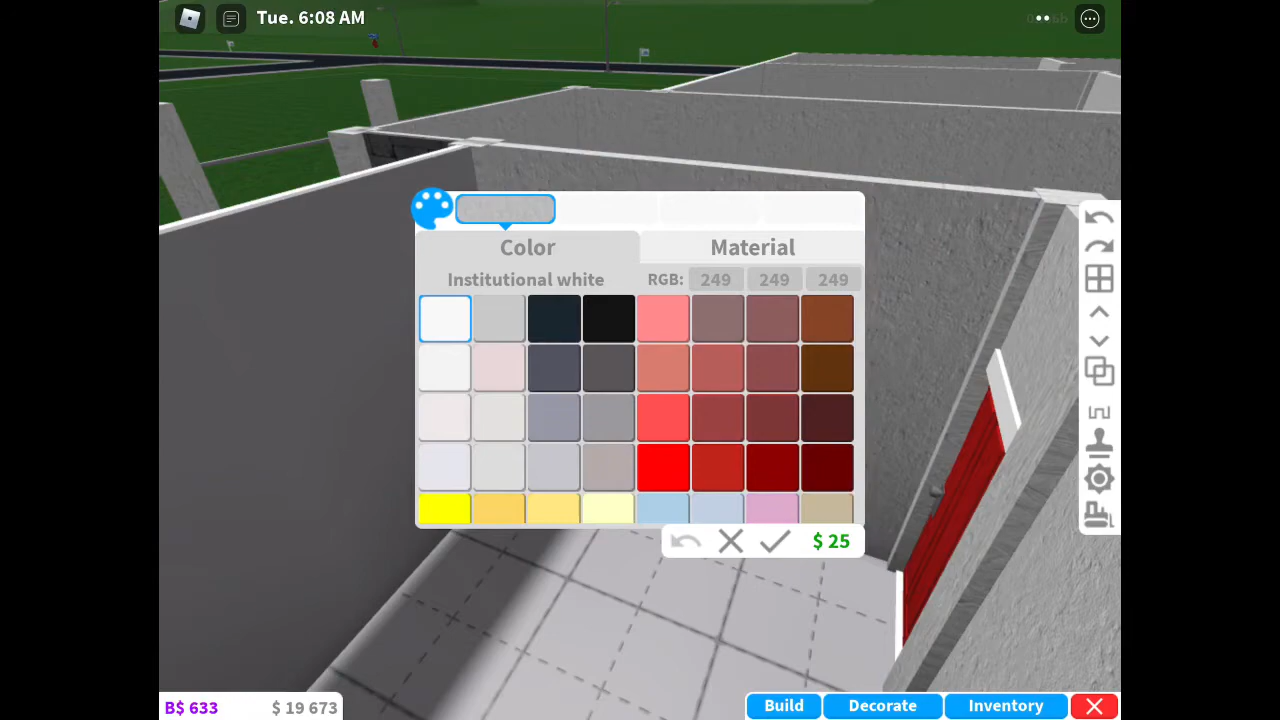 Tue. 6:08 AM
Color
Material
Institutional white
RGB: 249 249 249
$ 25
B$ 633
$ 19 673
Build
Decorate
Inventory